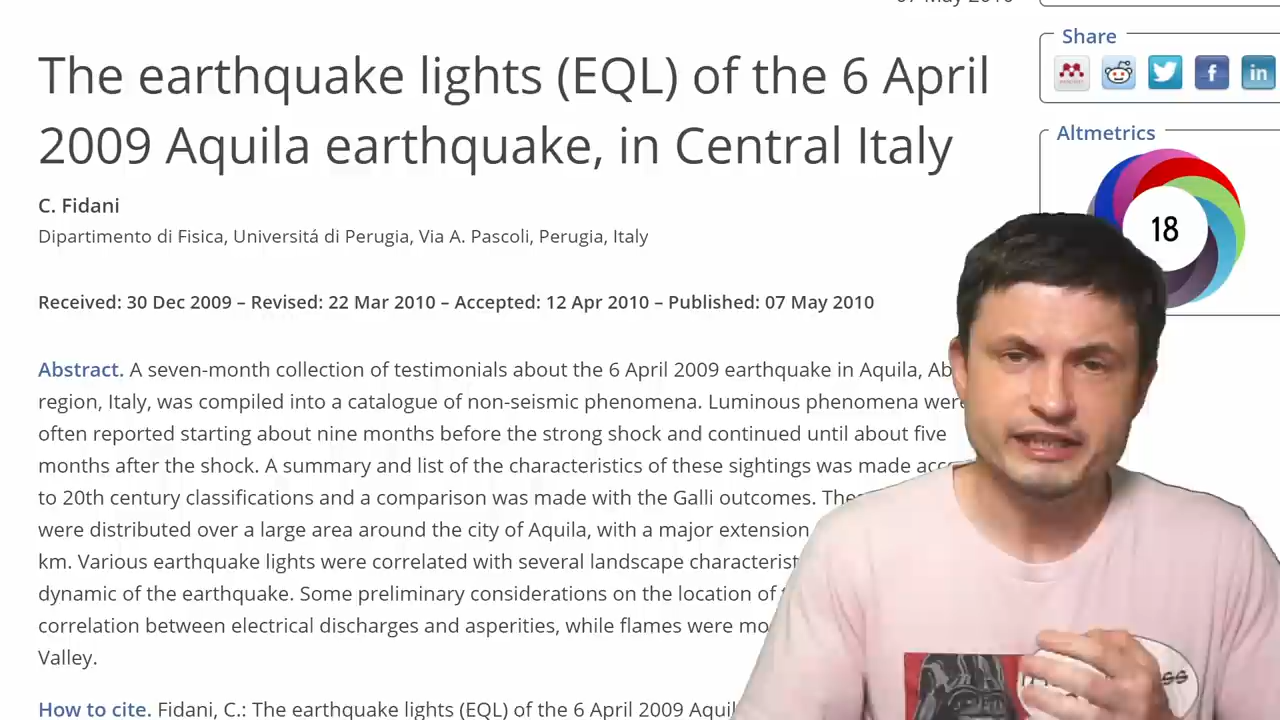 Share
The earthquake lights (EQL) of the 6 April
2009 Aquila earthquake, in Central Italy
Altmetrics
18
C. Fidani
Dipartimento di Fisica, Universitá di Perugia, Via A. Pascoli, Perugia, Italy
Received: 30 Dec 2009 – Revised: 22 Mar 2010 – Accepted: 12 Apr 2010 – Published: 07 May 2010
Abstract. A seven-month collection of testimonials about the 6 April 2009 earthquake in Aquila,
region, Italy, was compiled into a catalogue of non-seismic phenomena. Luminous phenomena were
often reported starting about nine months before the strong shock and continued until about five
months after the shock. A summary and list of the characteristics of these sightings was made
to 20th century classifications and a comparison was made with the Galli outcomes.
were distributed over a large area around the city of Aquila, with a major extension
km. Various earthquake lights were correlated with several landscape
dynamic of the earthquake. Some preliminary considerations on the location of
correlation between electrical discharges and asperities, while flames were
Valley.
How to cite. Fidani, C.: The earthquake lights (EQL) of the 6 April 2009